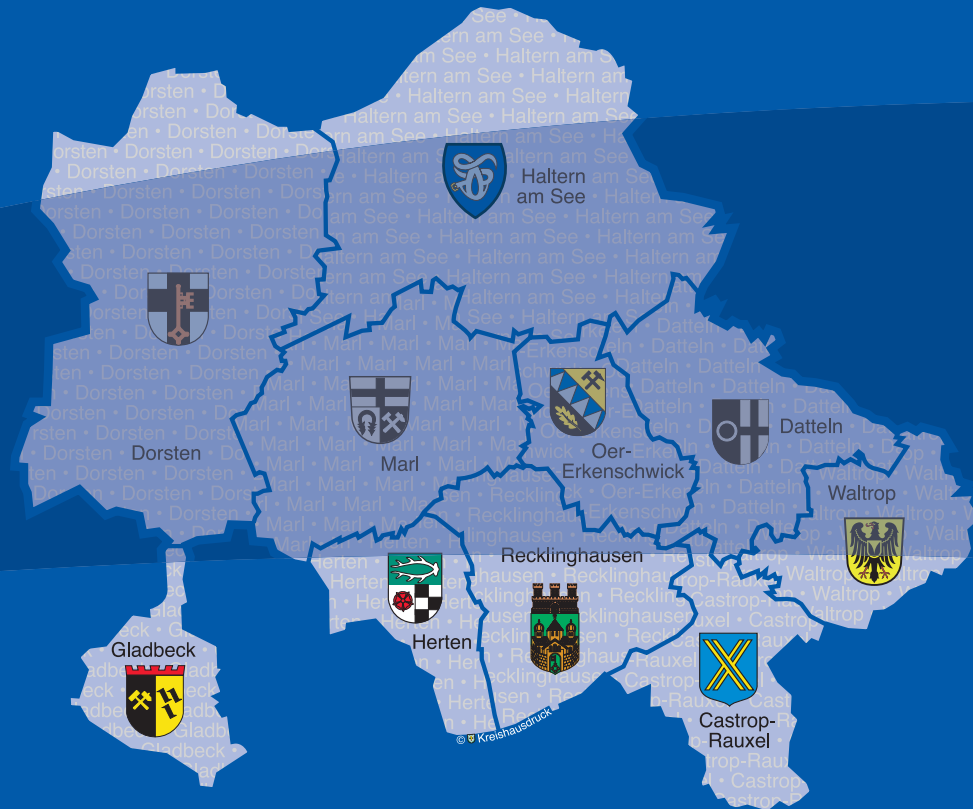 Haltern
am See
Dorsten
Marl
Oer-
Erkenschwick
Datteln
Waltrop
Recklinghausen
Herten
Gladbeck
Castrop-
Rauxel
© Kreishausdruck